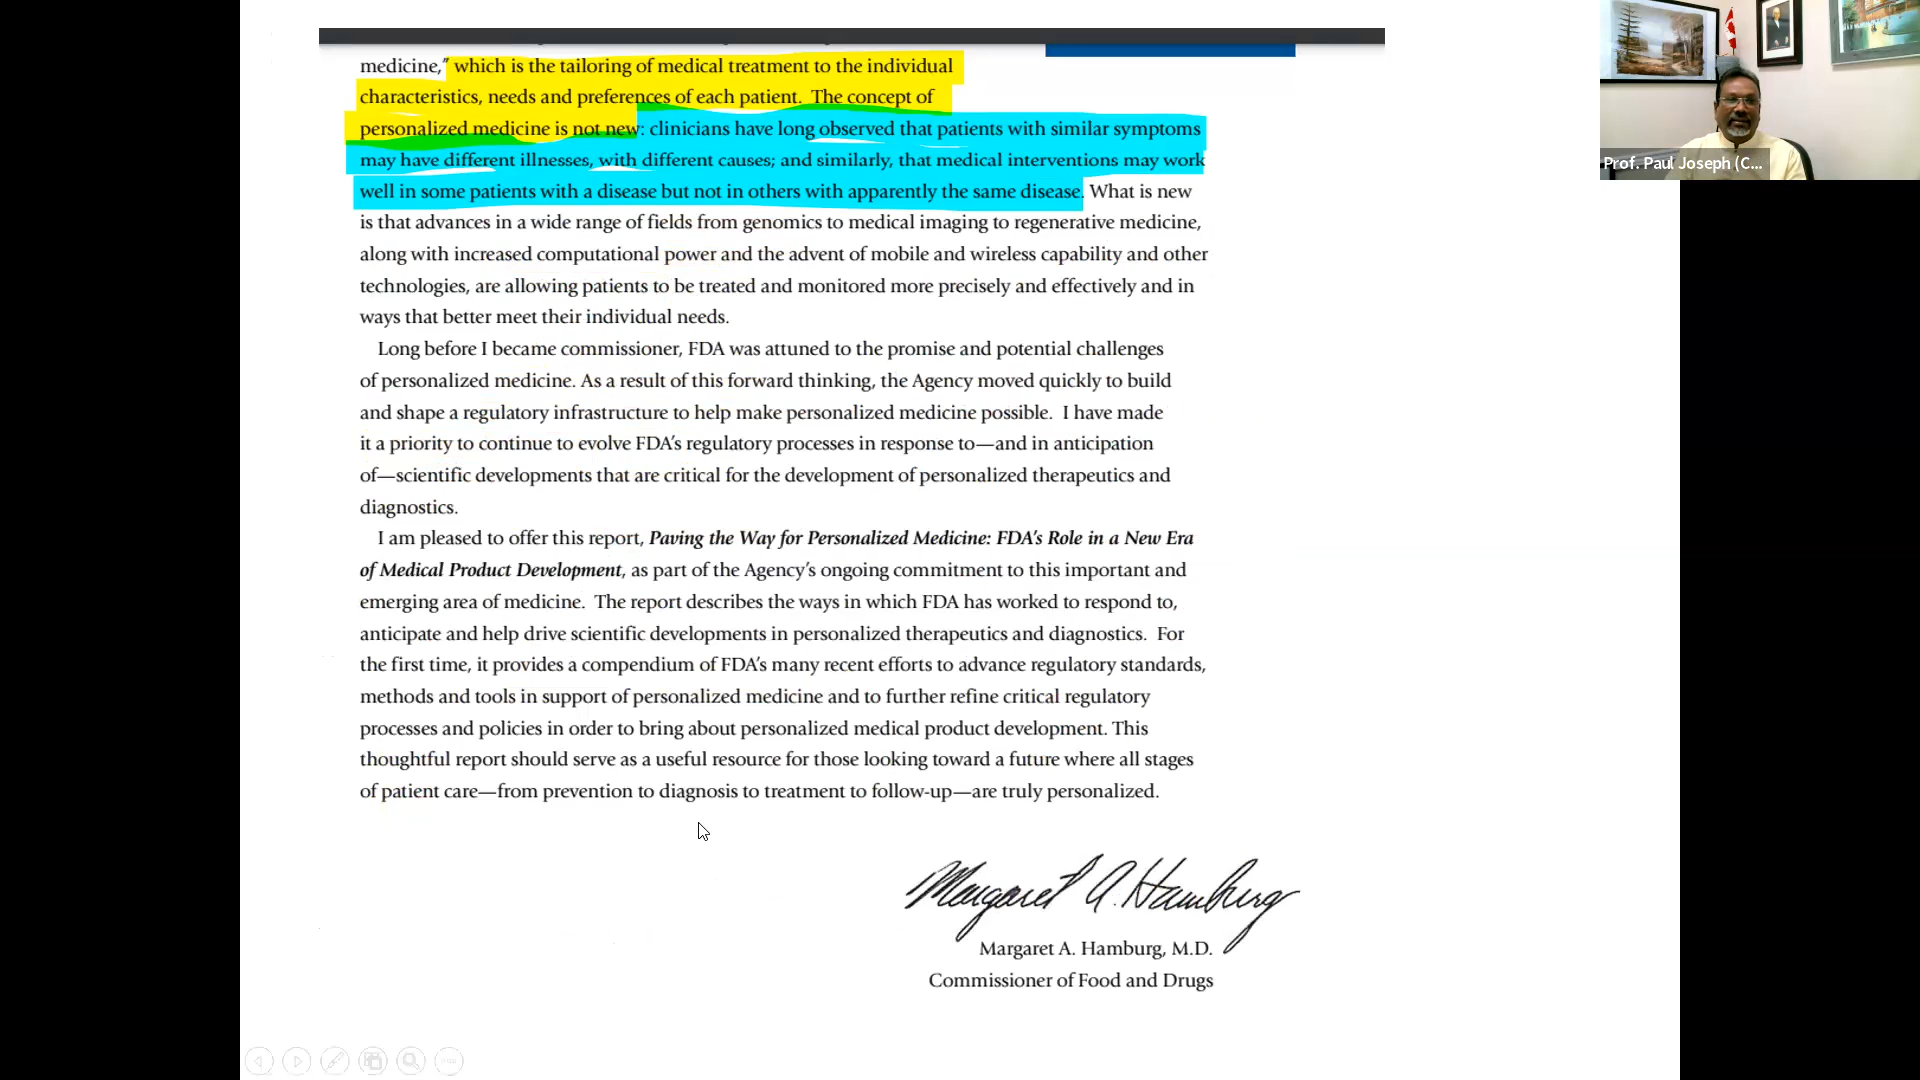 medicine,” which is the tailoring of medical treatment to the individual
characteristics, needs and preferences of each patient. The concept of
personalized medicine is not new: clinicians have long observed that patients with similar symptoms
may have different illnesses, with different causes; and similarly, that medical interventions may work
well in some patients with a disease but not in others with apparently the same disease. What is new
is that advances in a wide range of fields from genomics to medical imaging to regenerative medicine,
along with increased computational power and the advent of mobile and wireless capability and other
technologies, are allowing patients to be treated and monitored more precisely and effectively and in
ways that better meet their individual needs.
Long before I became commissioner, FDA was attuned to the promise and potential challenges
of personalized medicine. As a result of this forward thinking, the Agency moved quickly to build
and shape a regulatory infrastructure to help make personalized medicine possible. I have made
it a priority to continue to evolve FDA’s regulatory processes in response to—and in anticipation
of—scientific developments that are critical for the development of personalized therapeutics and
diagnostics.
I am pleased to offer this report, Paving the Way for Personalized Medicine: FDA’s Role in a New Era
of Medical Product Development, as part of the Agency’s ongoing commitment to this important and
emerging area of medicine. The report describes the ways in which FDA has worked to respond to,
anticipate and help drive scientific developments in personalized therapeutics and diagnostics. For
the first time, it provides a compendium of FDA’s many recent efforts to advance regulatory standards,
methods and tools in support of personalized medicine and to further refine critical regulatory
processes and policies in order to bring about personalized medical product development. This
thoughtful report should serve as a useful resource for those looking toward a future where all stages
of patient care—from prevention to diagnosis to treatment to follow-up—are truly personalized.
Margaret A. Hamburg
Margaret A. Hamburg, M.D.
Commissioner of Food and Drugs
Prof. Paul Joseph (C...